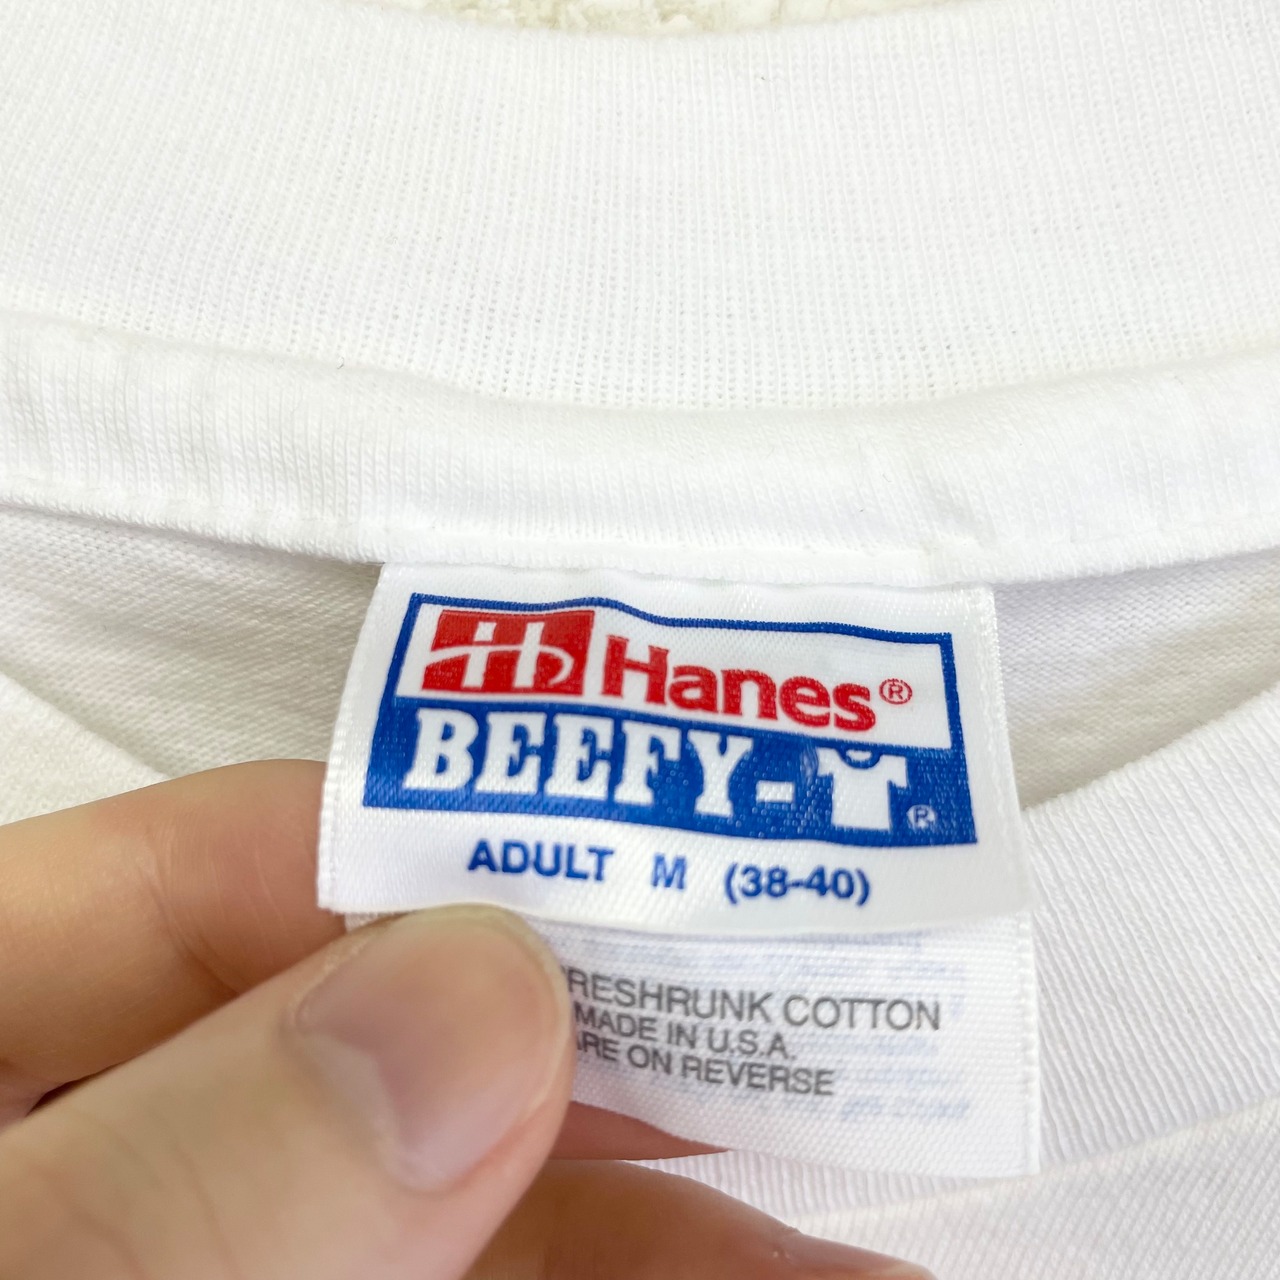 Hanes®
BEEFY-T®
ADULT M (38-40)
RESHRUNK COTTON
MADE IN U.S.A.
ARE ON REVERSE